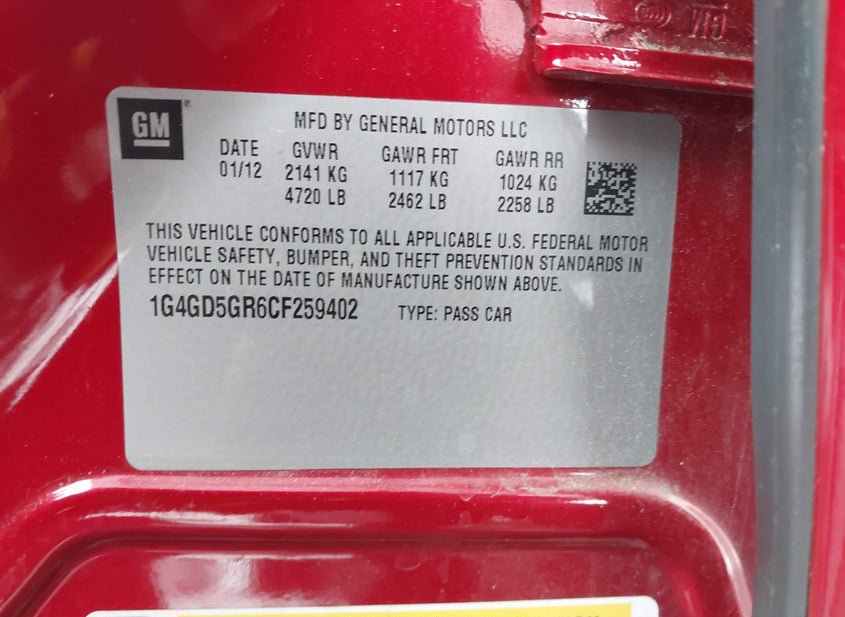 GM ®
MFD BY GENERAL MOTORS LLC
DATE GVWR GAWR FRT GAWR RR
01/12 2141 KG 1117 KG 1024 KG
4720 LB 2462 LB 2258 LB
THIS VEHICLE CONFORMS TO ALL APPLICABLE U.S. FEDERAL MOTOR
VEHICLE SAFETY, BUMPER, AND THEFT PREVENTION STANDARDS IN
EFFECT ON THE DATE OF MANUFACTURE SHOWN ABOVE.
1G4GD5GR6CF259402 TYPE: PASS CAR